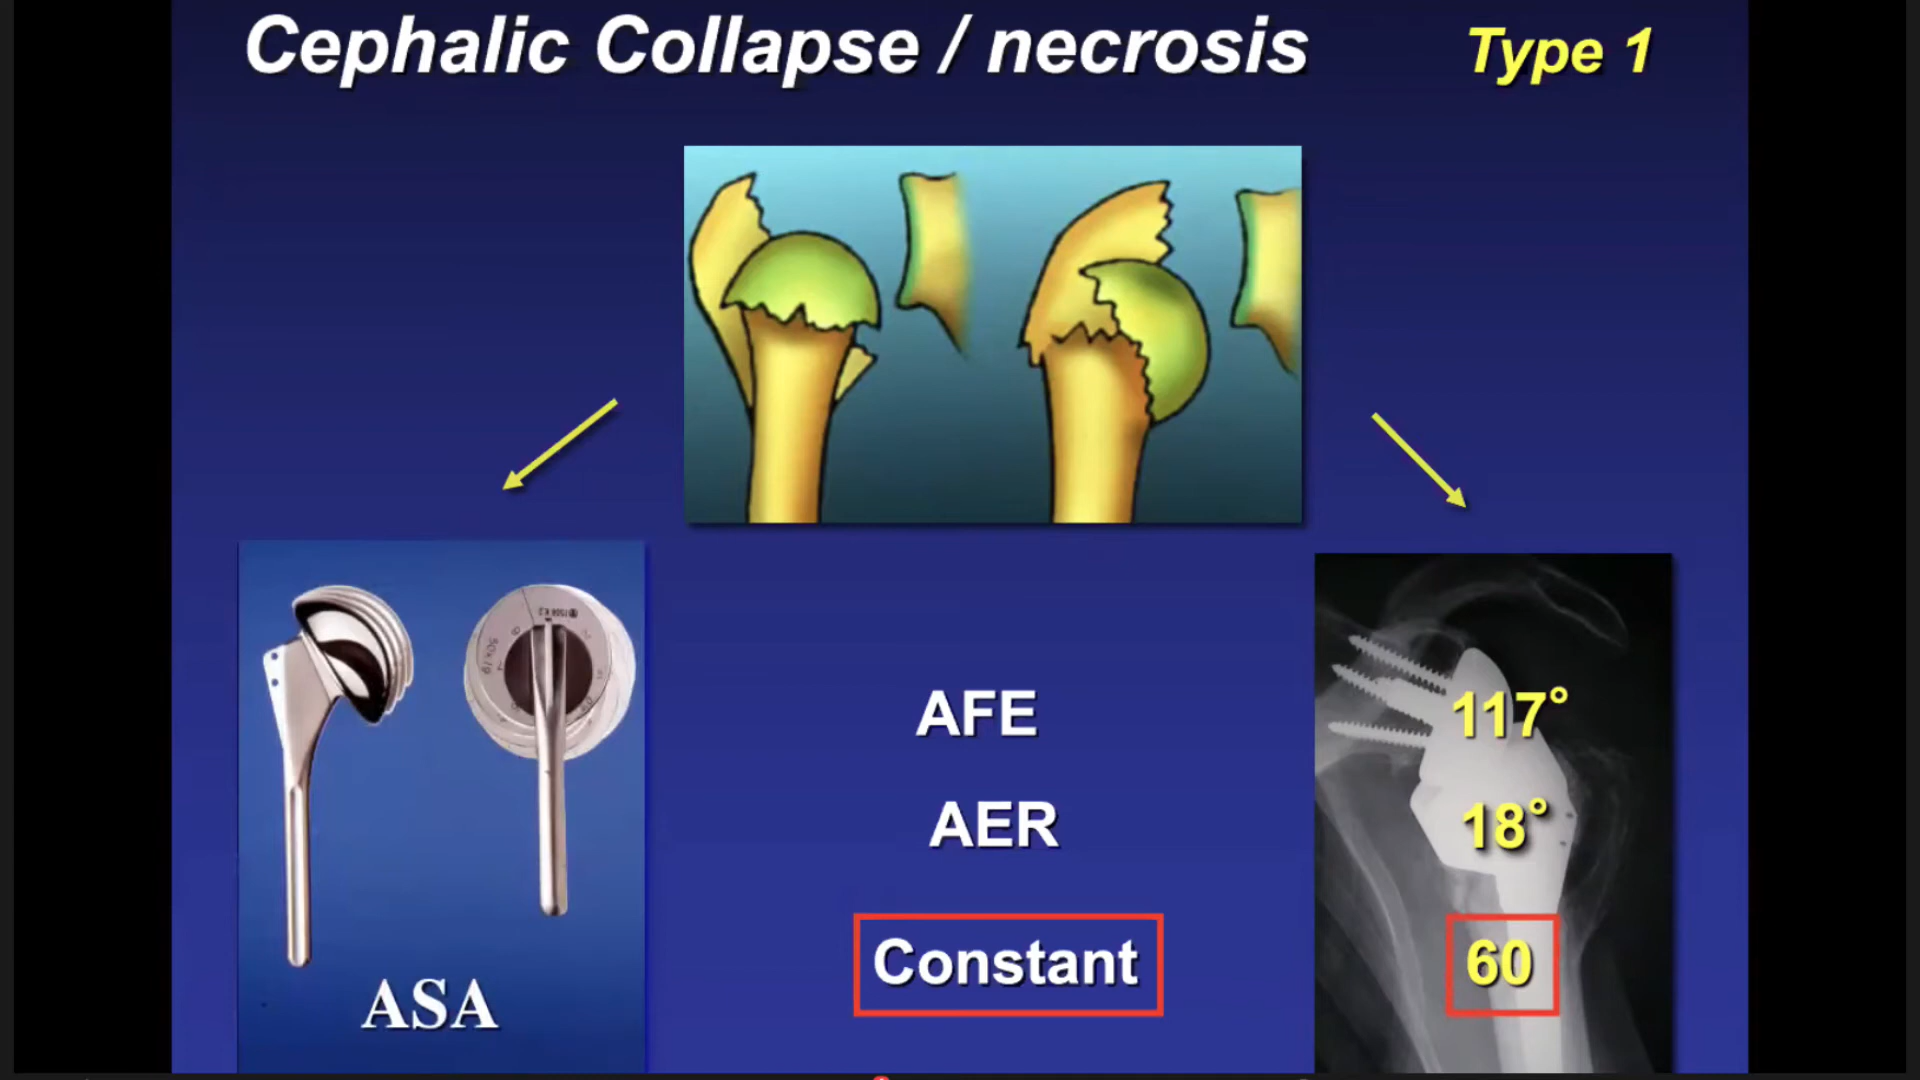 Cephalic Collapse / necrosis
Type 1
AFE 117°
AER 18°
Constant 60
ASA